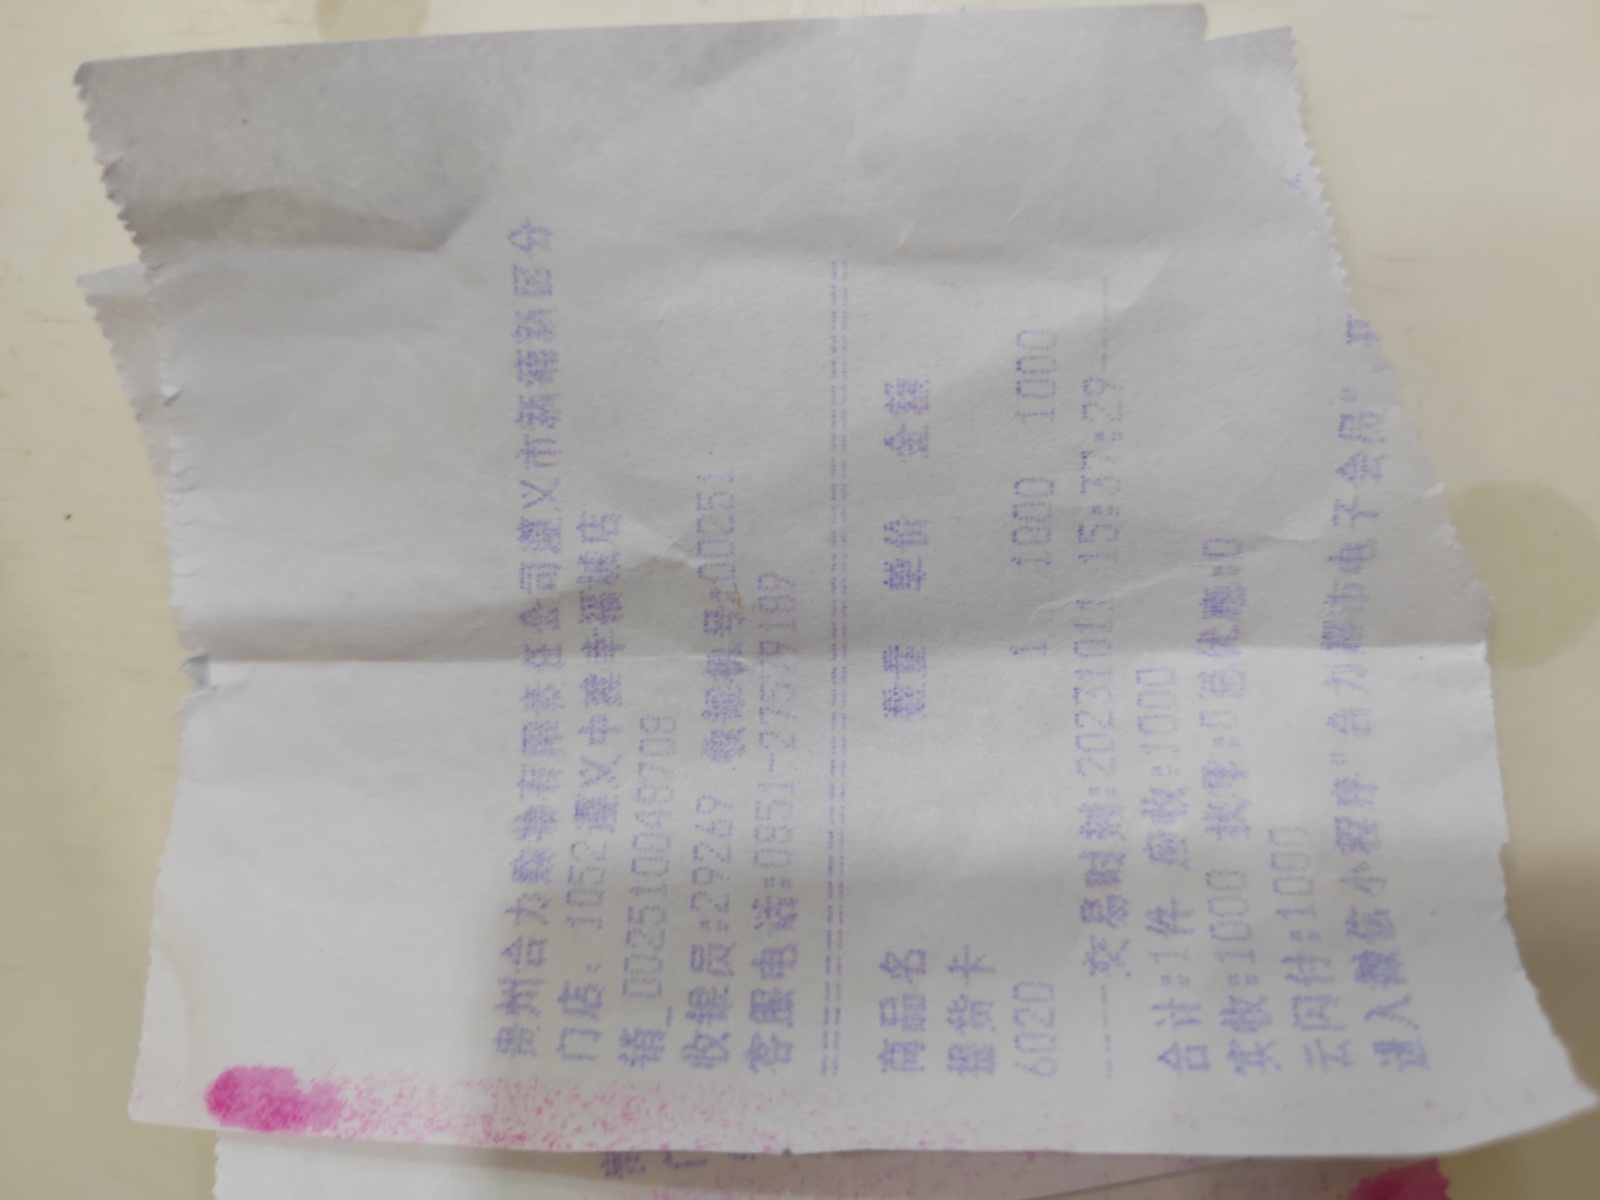 贵州合力购物有限责任公司遵义市新蒲新区分
门店: 1052遵义中建幸福城店
销_002510048708
收银员:29269 收银机号:00251
客服电话:0851-27579189
商品名 数量 单价 金额
提货卡
6020 1 1000 1000
-----交易时刻:20231011 15:37:29-----
合计:1件 应收:1000
实收:1000 找零:0 总优惠:0
云闪付:1000
进入微信小程序"合力超市电子会员"